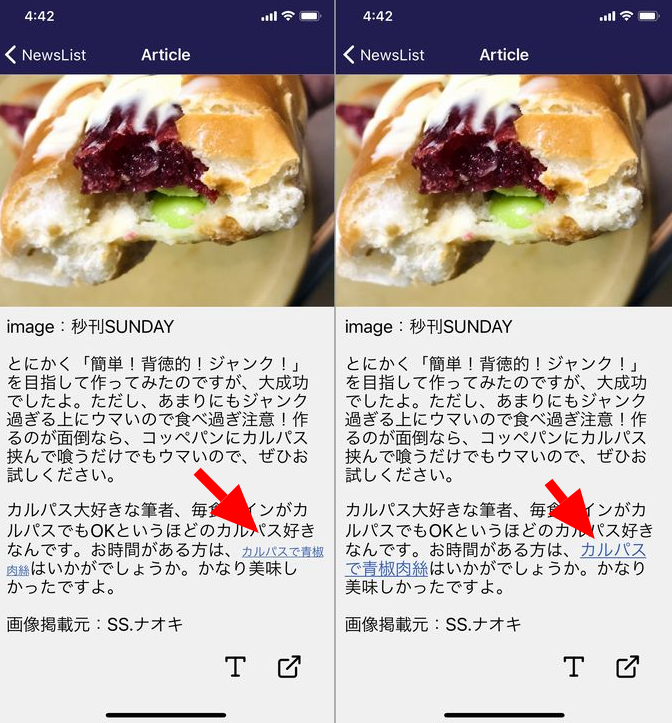 4:42
NewsList Article
image：秒刊SUNDAY
とにかく「簡単！背徳的！ジャンク！」
を目指して作ってみたのですが、大成功
でしたよ。ただし、あまりにもジャンク
過ぎる上にウマいので食べ過ぎ注意！作
るのが面倒なら、コッペパンにカルパス
挟んで喰うだけでもウマいので、ぜひお
試しください。
カルパス大好きな筆者、毎食インがカ
ルパスでもOKというほどのカルパス好き
なんです。お時間がある方は、カルパスで青椒
肉絲はいかがでしょうか。かなり美味し
かったですよ。
画像掲載元：SS.ナオキ
T
4:42
NewsList Article
image：秒刊SUNDAY
とにかく「簡単！背徳的！ジャンク！」
を目指して作ってみたのですが、大成功
でしたよ。ただし、あまりにもジャンク
過ぎる上にウマいので食べ過ぎ注意！作
るのが面倒なら、コッペパンにカルパス
挟んで喰うだけでもウマいので、ぜひお
試しください。
カルパス大好きな筆者、毎食インがカ
ルパスでもOKというほどのカルパス好き
なんです。お時間がある方は、カルパス
で青椒肉絲はいかがでしょうか。かなり
美味しかったですよ。
画像掲載元：SS.ナオキ
T